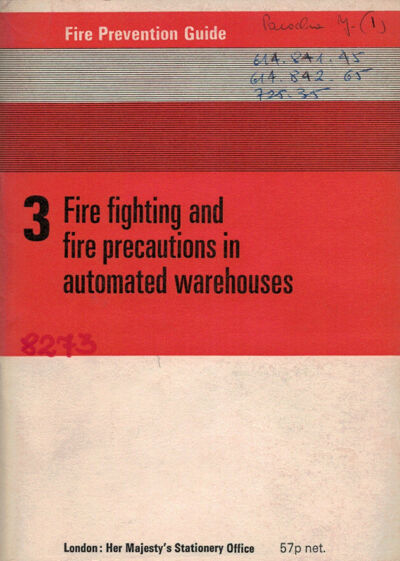 Fire Prevention Guide
(1)
614.841.45
614.842.65
725.35
3 Fire fighting and
fire precautions in
automated warehouses
8273
London: Her Majesty's Stationery Office 57p net.